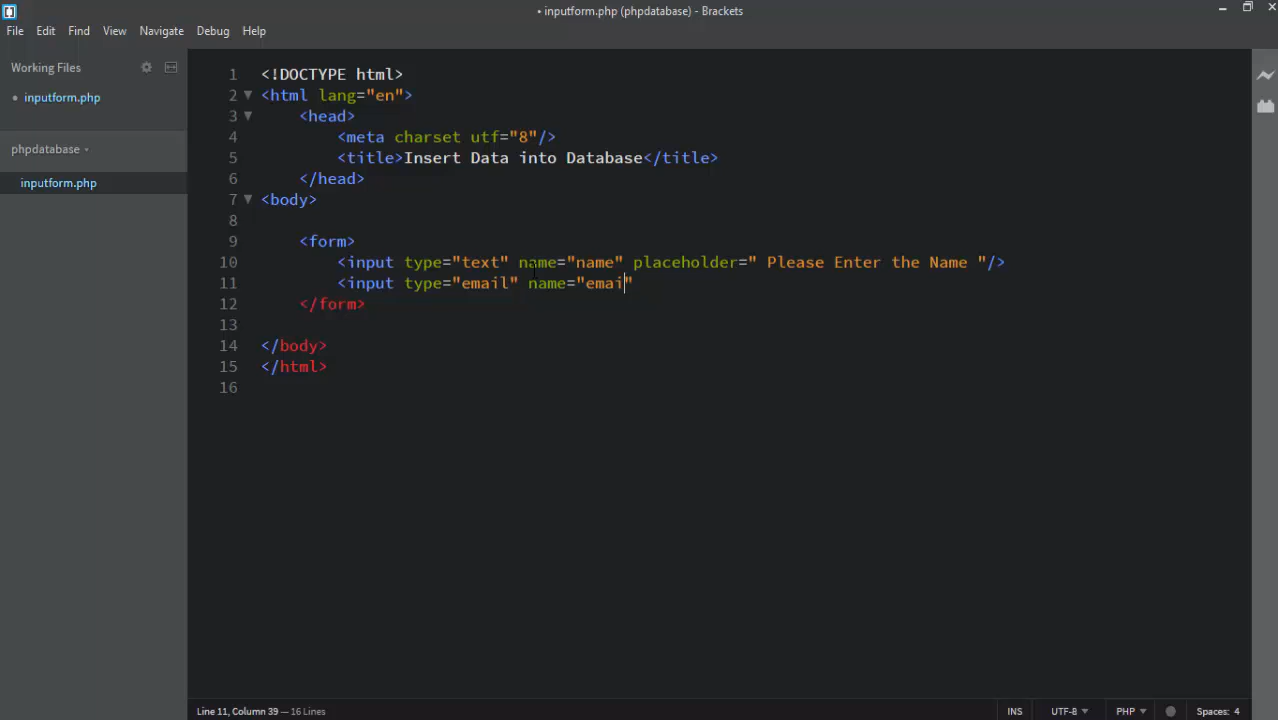 • inputform.php (phpdatabase) - Brackets
File Edit Find View Navigate Debug Help
Working Files
• inputform.php
phpdatabase
inputform.php
1 <!DOCTYPE html>
2 <html lang="en">
3 <head>
4 <meta charset utf="8"/>
5 <title>Insert Data into Database</title>
6 </head>
7 <body>
8
9 <form>
10 <input type="text" name="name" placeholder=" Please Enter the Name "/>
11 <input type="email" name="emai"
12 </form>
13
14 </body>
15 </html>
16
Line 11, Column 39 — 16 Lines INS UTF-8 PHP Spaces: 4